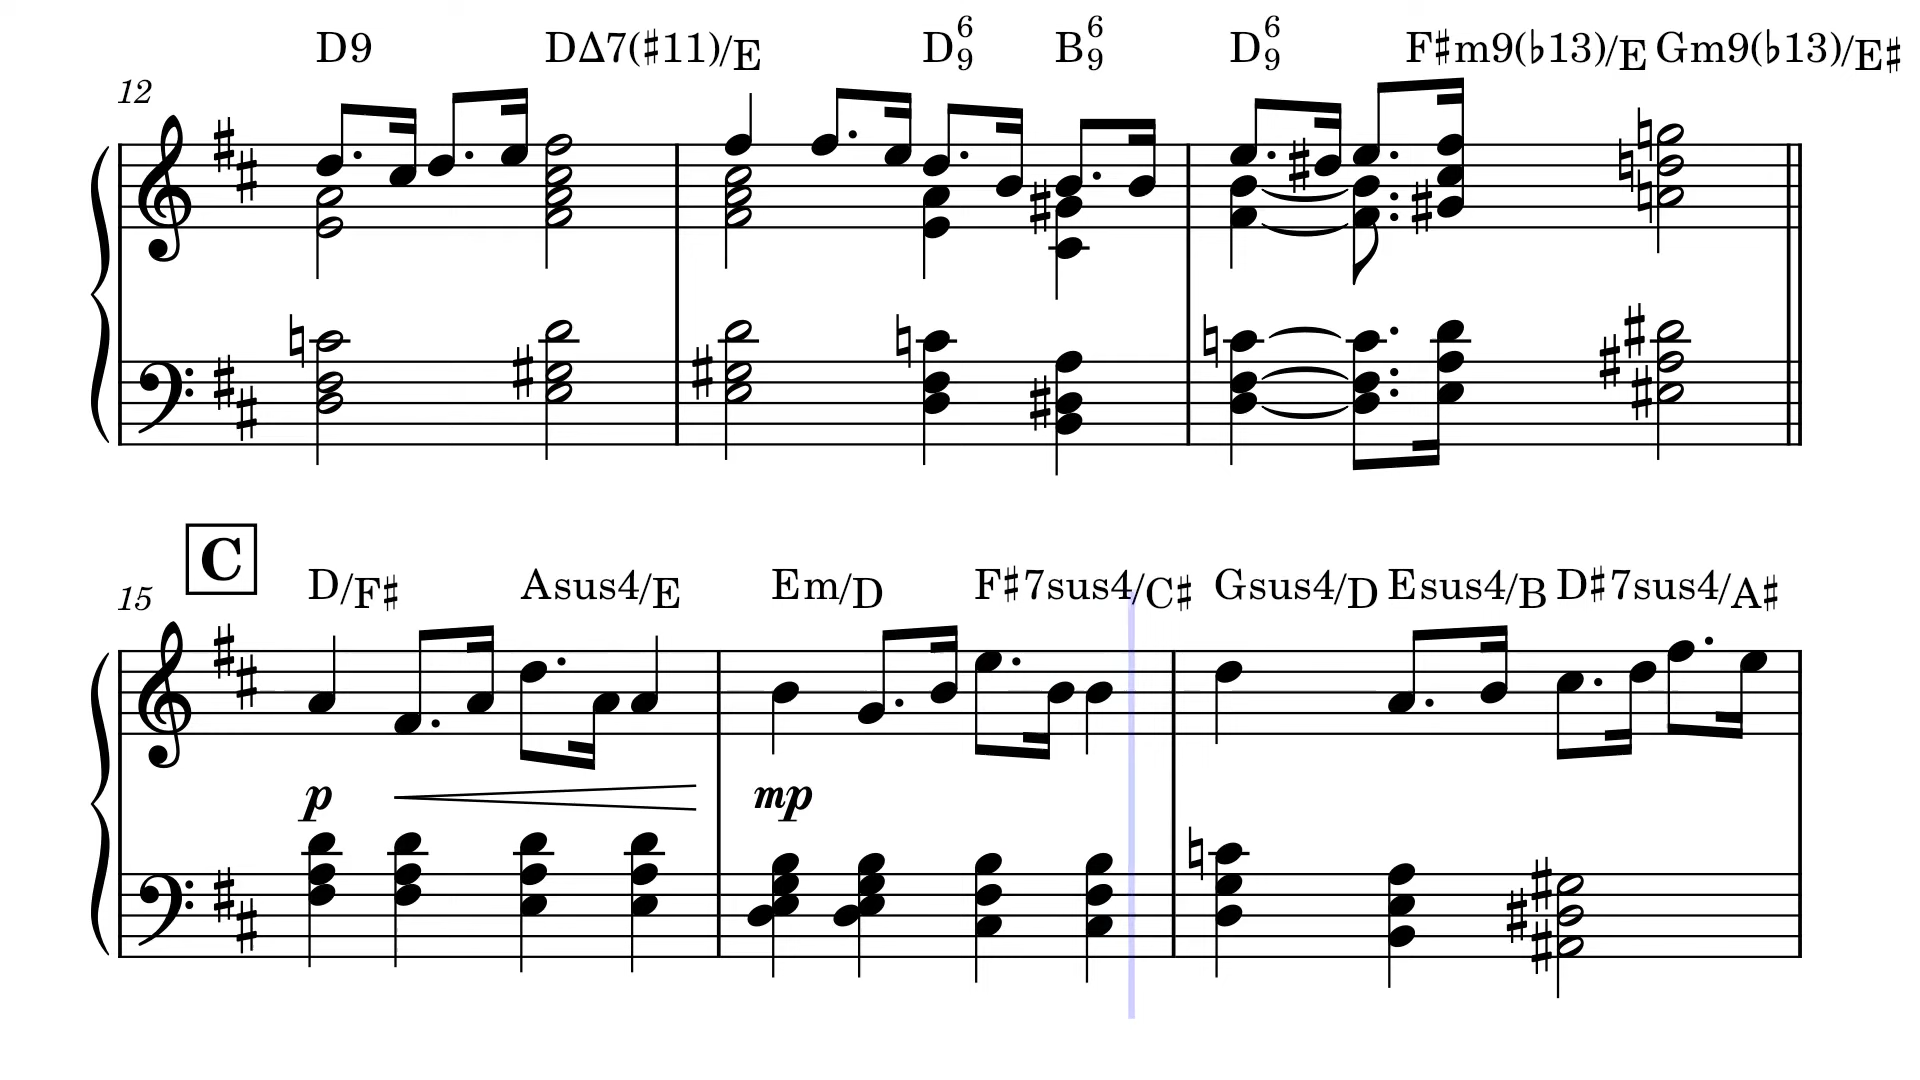 D9 DΔ7(♯11)/E D6/9 B6/9 D6/9 F♯m9(♭13)/E Gm9(♭13)/E♯
12
C
D/F♯ Asus4/E Em/D F♯7sus4/C♯ Gsus4/D Esus4/B D♯7sus4/A♯
15
p mp